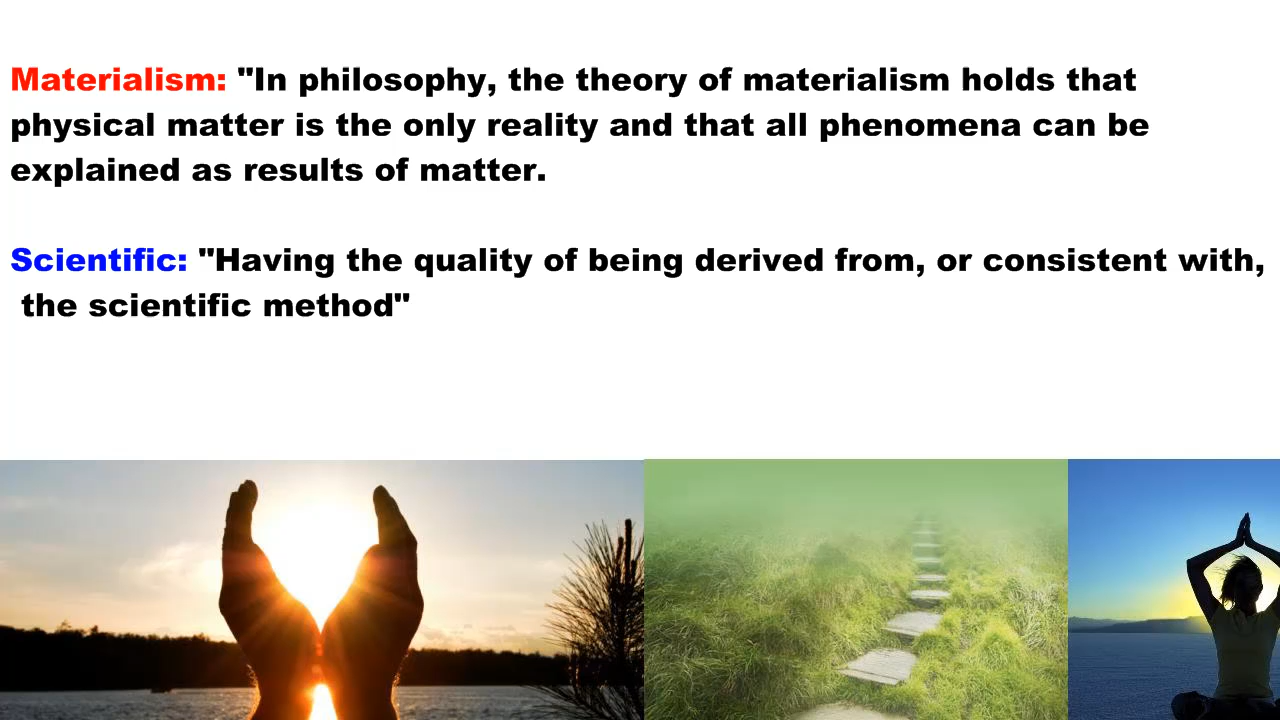 Materialism: "In philosophy, the theory of materialism holds that
physical matter is the only reality and that all phenomena can be
explained as results of matter.
Scientific: "Having the quality of being derived from, or consistent with,
the scientific method"